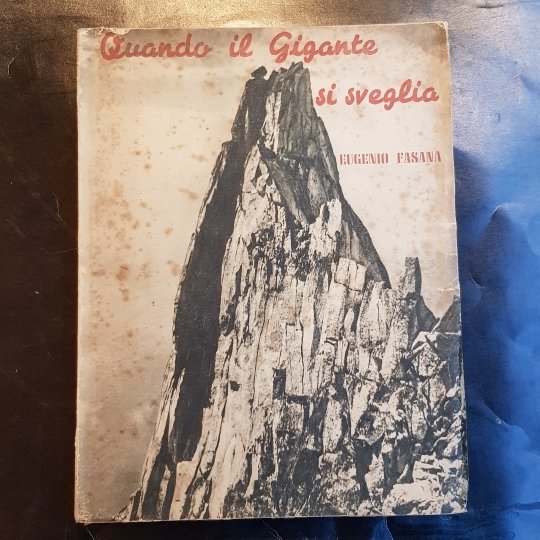 Quando il Gigante
si sveglia
EUGENIO FASANA